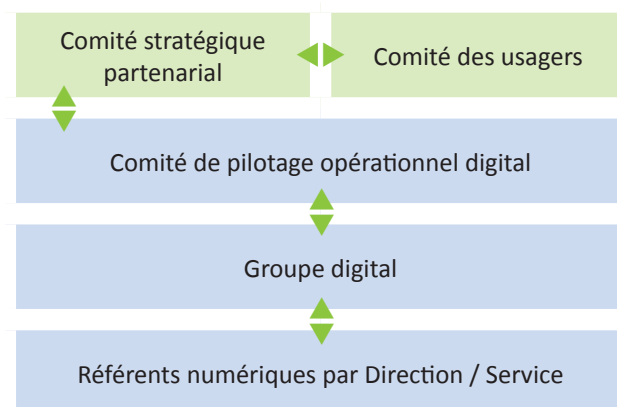 Comité stratégique
partenarial
Comité des usagers
Comité de pilotage opérationnel digital
Groupe digital
Référents numériques par Direction / Service